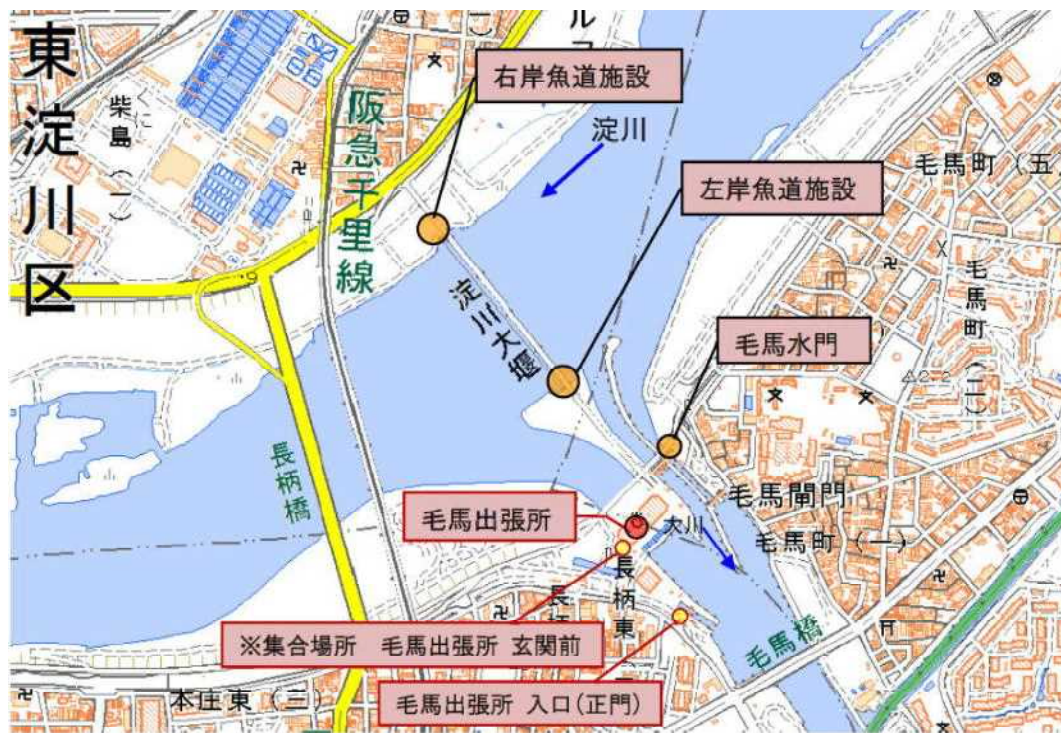 東淀川区
柴島(一)
阪急千里線
ルコ
右岸魚道施設
淀川
左岸魚道施設
毛馬町(五)
毛馬町(二)
淀川大堰
毛馬水門
長柄橋
毛馬閘門
毛馬町(一)
毛馬出張所
大川
長柄東
※集合場所 毛馬出張所 玄関前
毛馬橋
毛馬出張所 入口(正門)
本庄東(三)